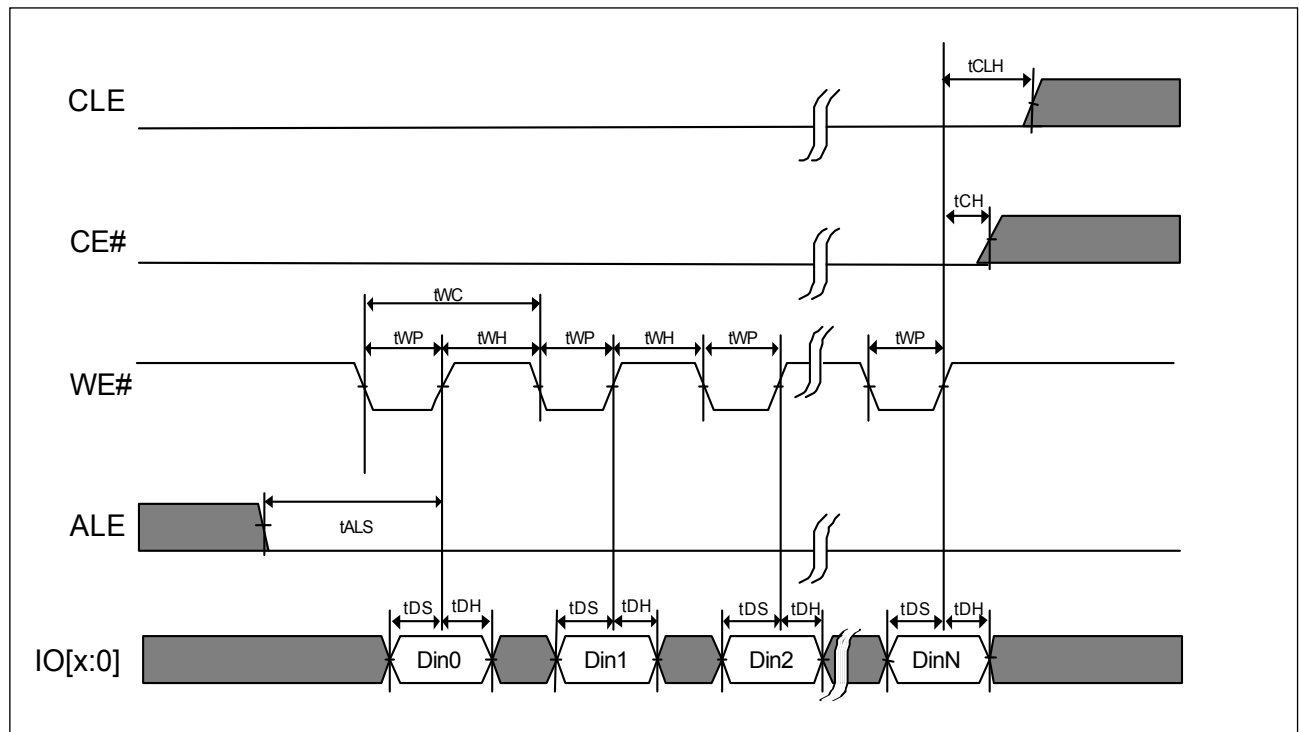 CLE
tCLH
CE#
tCH
tWC
WE#
tWP tWH tWP tWH tWP tWP
ALE
tALS
tDS tDH tDS tDH tDS tDH tDS tDH
IO[x:0]
Din0 Din1 Din2 DinN